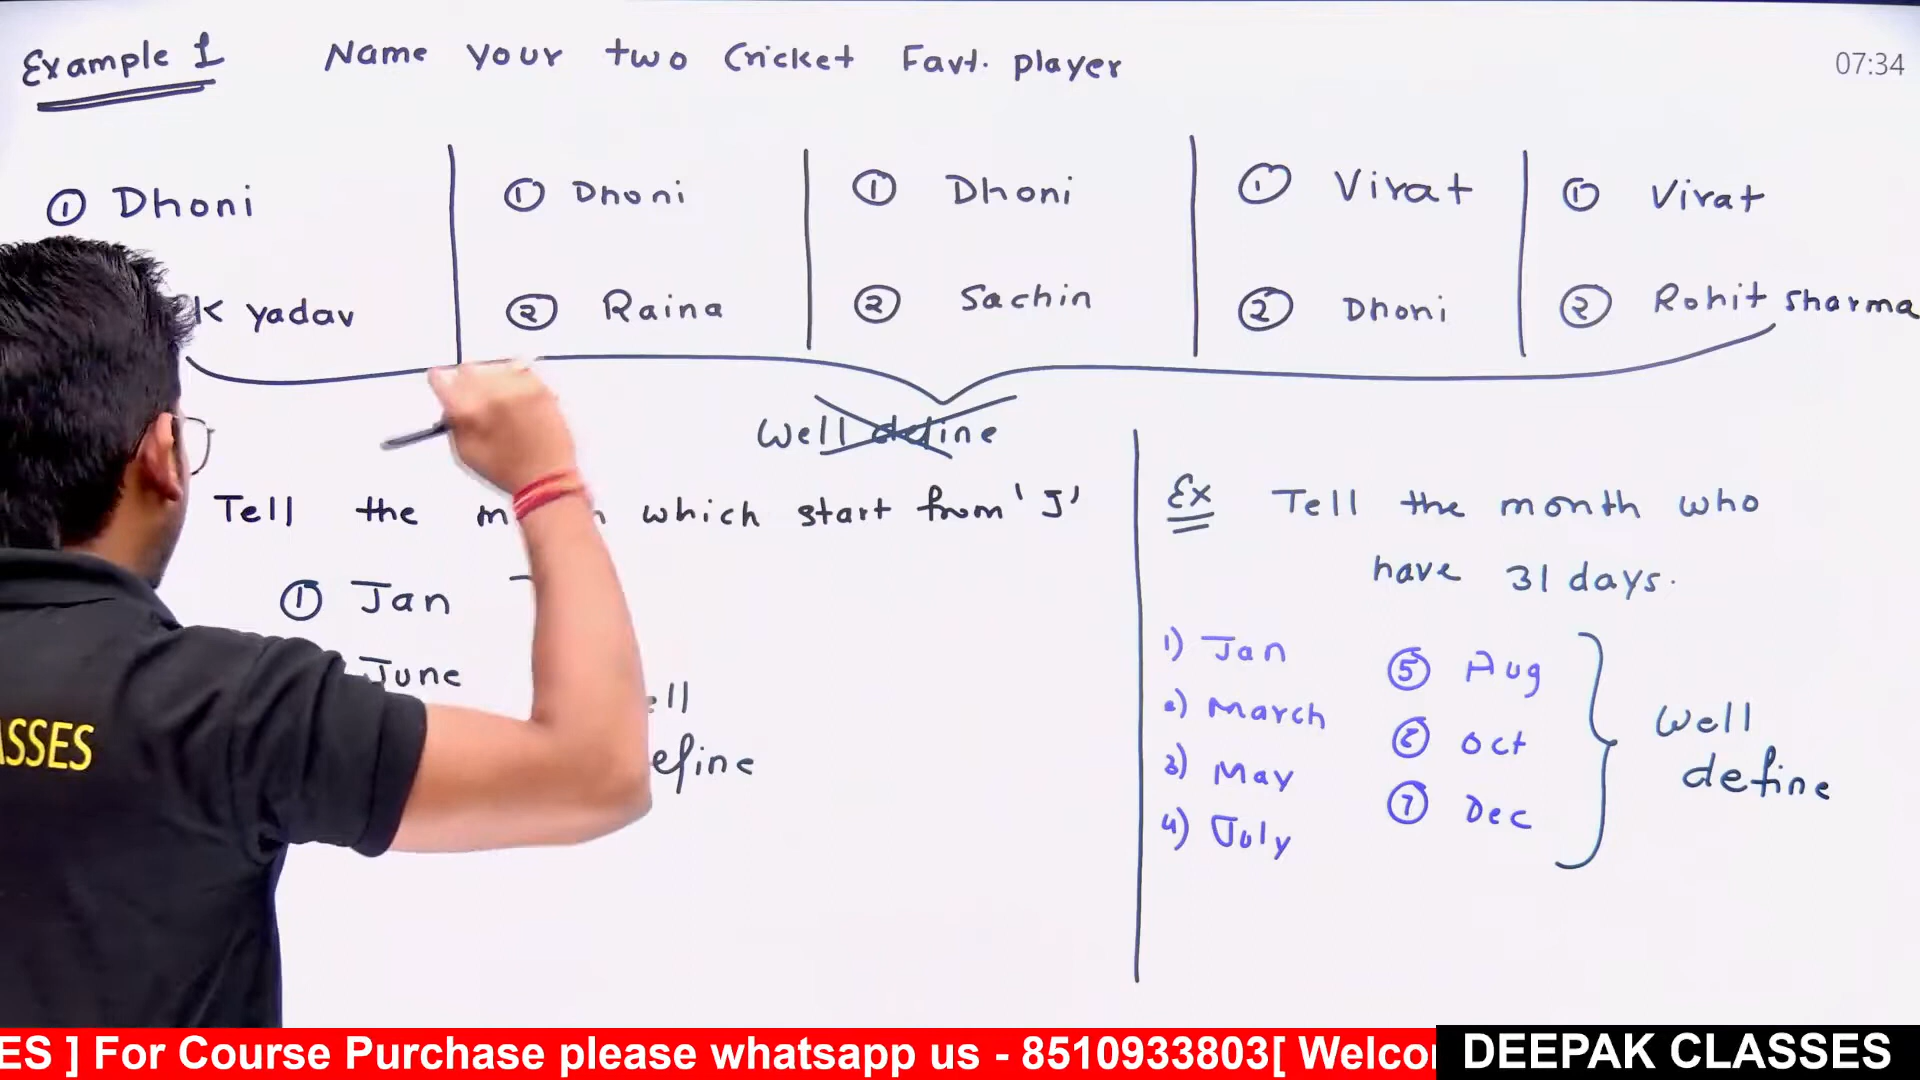 Example 1 Name your two Cricket Favt. player
07:34
① Dhoni
K yadav
① Dhoni
② Raina
① Dhoni
② Sachin
① Virat
② Dhoni
① Virat
② Rohit Sharma
Well define
Tell the m which start from 'J'
① Jan
June
ell
efine
Ex Tell the month who
have 31 days.
1) Jan
2) March
3) May
4) July
⑤ Aug
Oct
⑦ Dec
Well
define
ASSES
ES ] For Course Purchase please whatsapp us - 8510933803[ Welco
DEEPAK CLASSES